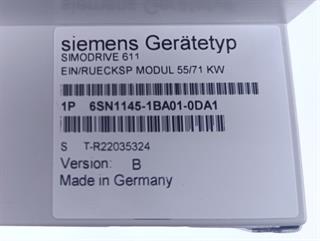 siemens Gerätetyp
SIMODRIVE 611
EIN/RUECKSP MODUL 55/71 KW
1P 6SN1145-1BA01-0DA1
S T-R22035324
Version: B
Made in Germany